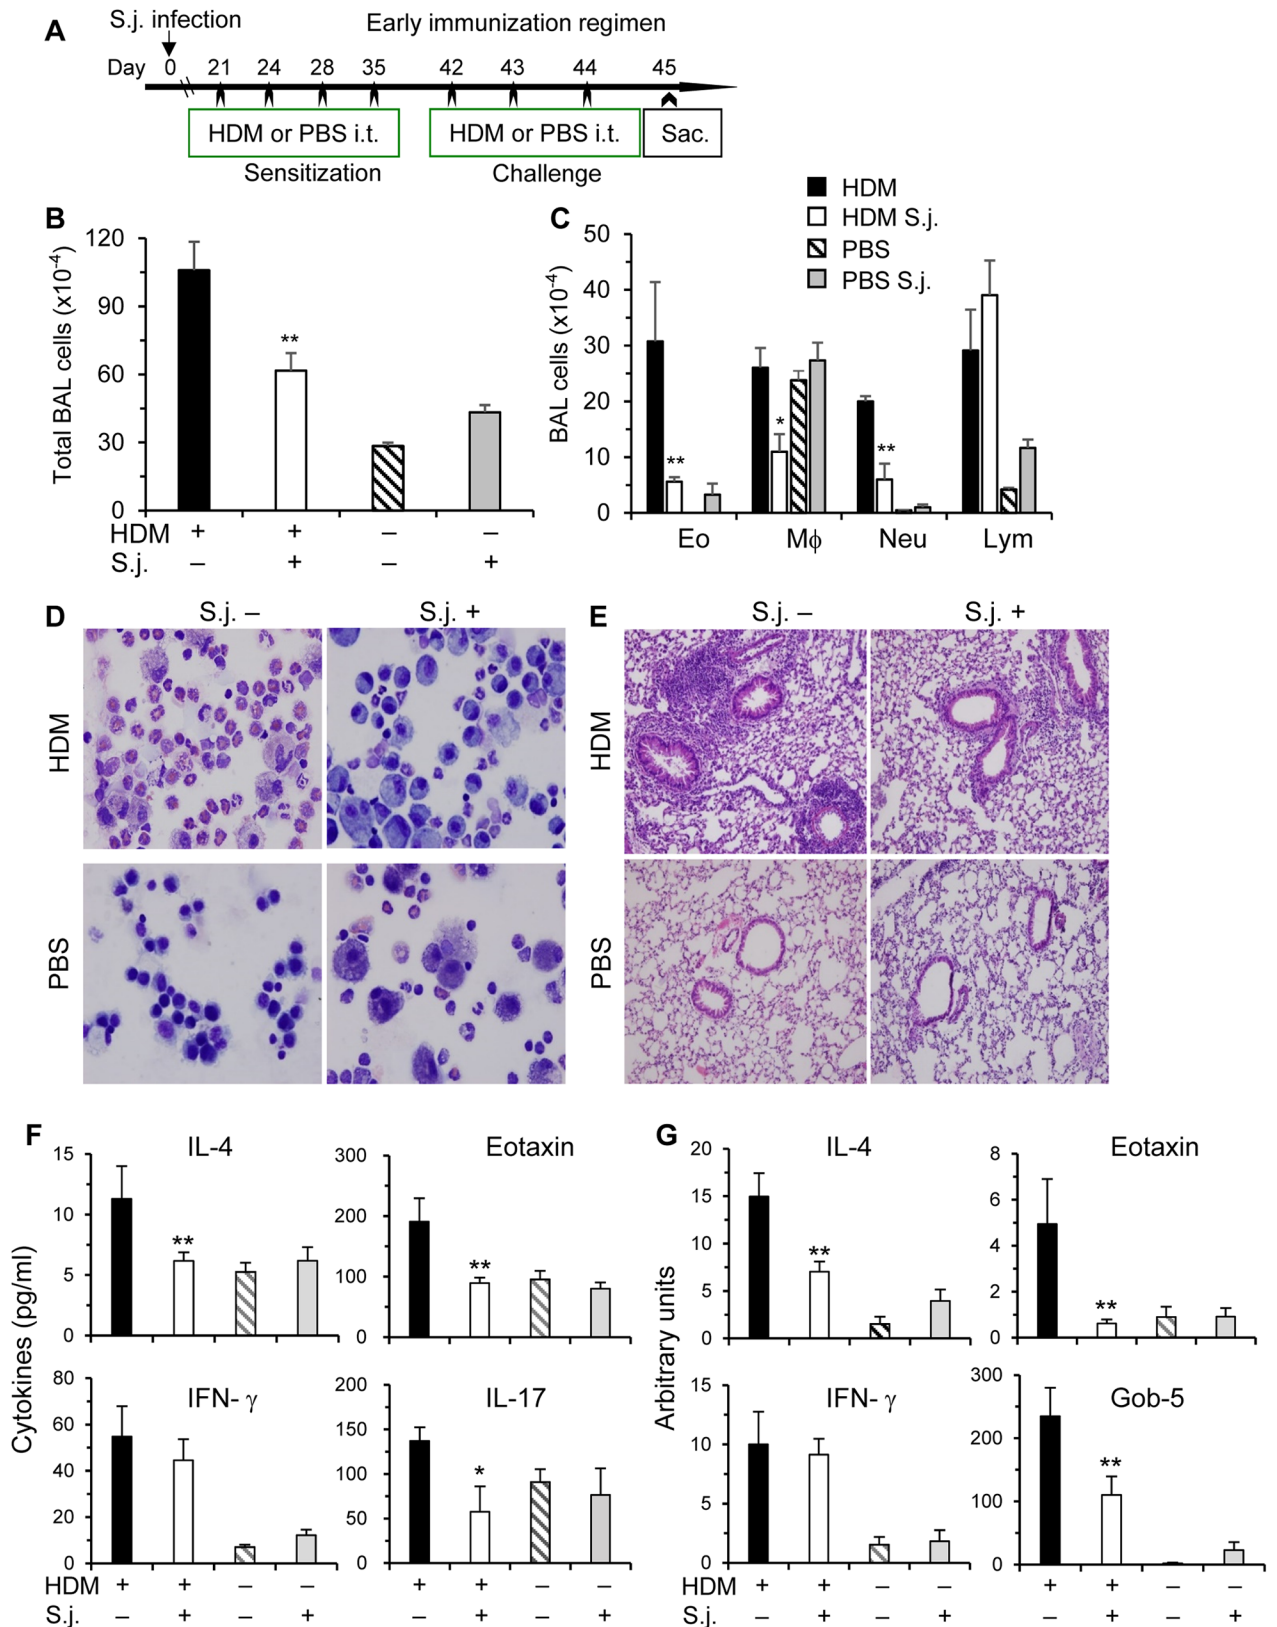 A
S.j. infection
Early immunization regimen
Day 0 21 24 28 35 42 43 44 45
HDM or PBS i.t. HDM or PBS i.t. Sac.
Sensitization Challenge
B
Total BAL cells (x10-4)
120
90
60
30
0
**
HDM + + – –
S.j. – + – +
C
HDM
HDM S.j.
PBS
PBS S.j.
BAL cells (x10-4)
50
40
30
20
10
0
** * **
Eo Mϕ Neu Lym
D
S.j. – S.j. +
HDM
PBS
E
S.j. – S.j. +
HDM
PBS
F
Cytokines (pg/ml)
IL-4
15
10
5
0
**
Eotaxin
300
200
100
0
**
IFN- γ
80
60
40
20
0
IL-17
200
150
100
50
0
*
HDM + + – – + + – –
S.j. – + – + – + – +
G
Arbitrary units
IL-4
20
15
10
5
0
**
Eotaxin
8
6
4
2
0
**
IFN- γ
15
10
5
0
Gob-5
300
200
100
0
**
HDM + + – – + + – –
S.j. – + – + – + – +